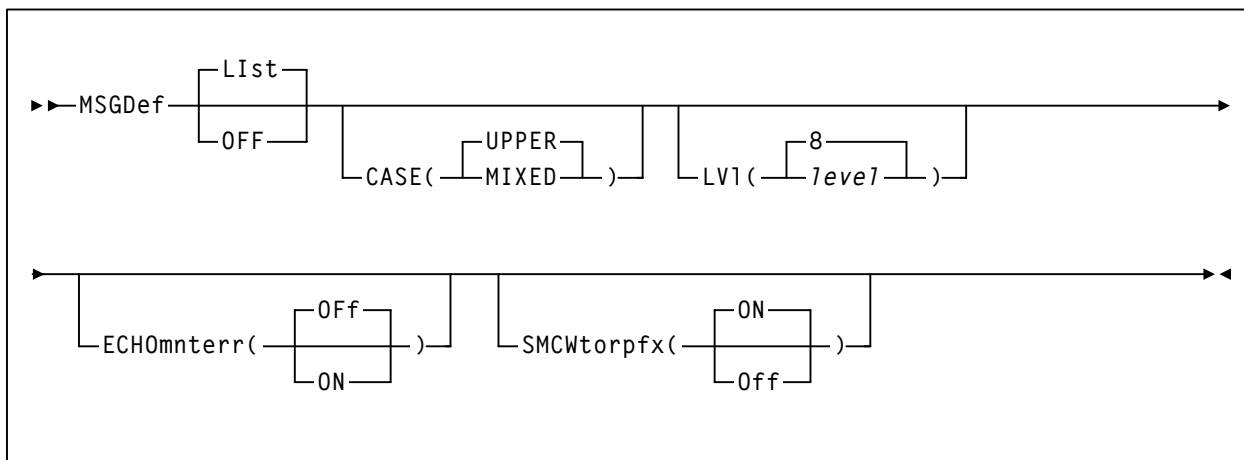 LIst
MSGDef
OFF
UPPER
CASE( MIXED )
8
LVl( level )
OFf
ECHOmnterr( )
ON
ON
SMCWtorpfx( )
Off